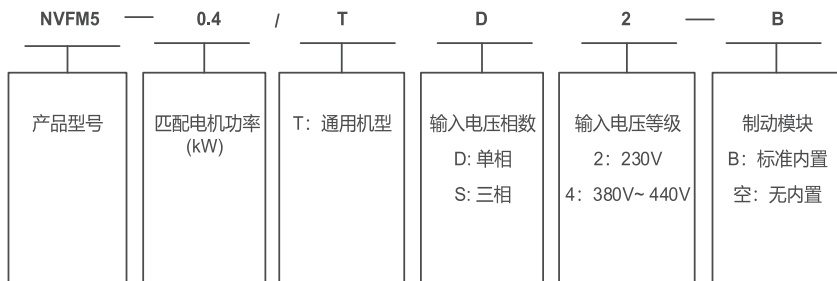 NVFM5 — 0.4 / T D 2 — B
产品型号
匹配电机功率
(kW)
T：通用机型
输入电压相数
D: 单相
S: 三相
输入电压等级
2：230V
4：380V~ 440V
制动模块
B：标准内置
空：无内置